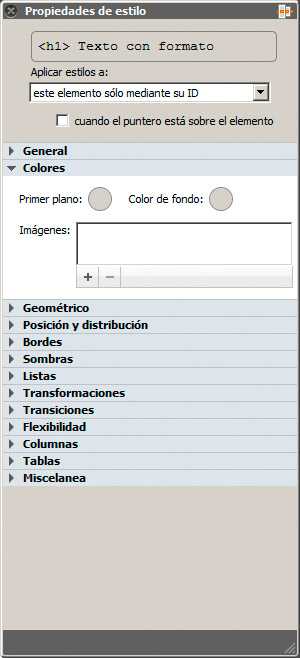 Propiedades de estilo
<h1> Texto con formato
Aplicar estilos a:
este elemento sólo mediante su ID
cuando el puntero está sobre el elemento
General
Colores
Primer plano: Color de fondo:
Imágenes:
+ −
Geométrico
Posición y distribución
Bordes
Sombras
Listas
Transformaciones
Transiciones
Flexibilidad
Columnas
Tablas
Miscelanea